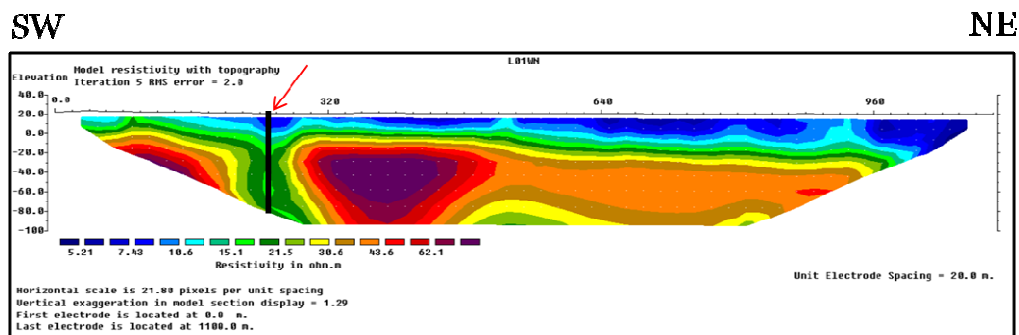 SW NE
L01WN
Model resistivity with topography
Elevation Iteration 5 RMS error = 2.0
40.0 0.0 320 640 960
20.0
0.0
-20.0
-40.0
-60.0
-80.0
-100
5.21 7.43 10.6 15.1 21.5 30.6 43.6 62.1
Resistivity in ohm.m
Unit Electrode Spacing = 20.0 m.
Horizontal scale is 21.80 pixels per unit spacing
Vertical exaggeration in model section display = 1.29
First electrode is located at 0.0 m.
Last electrode is located at 1100.0 m.